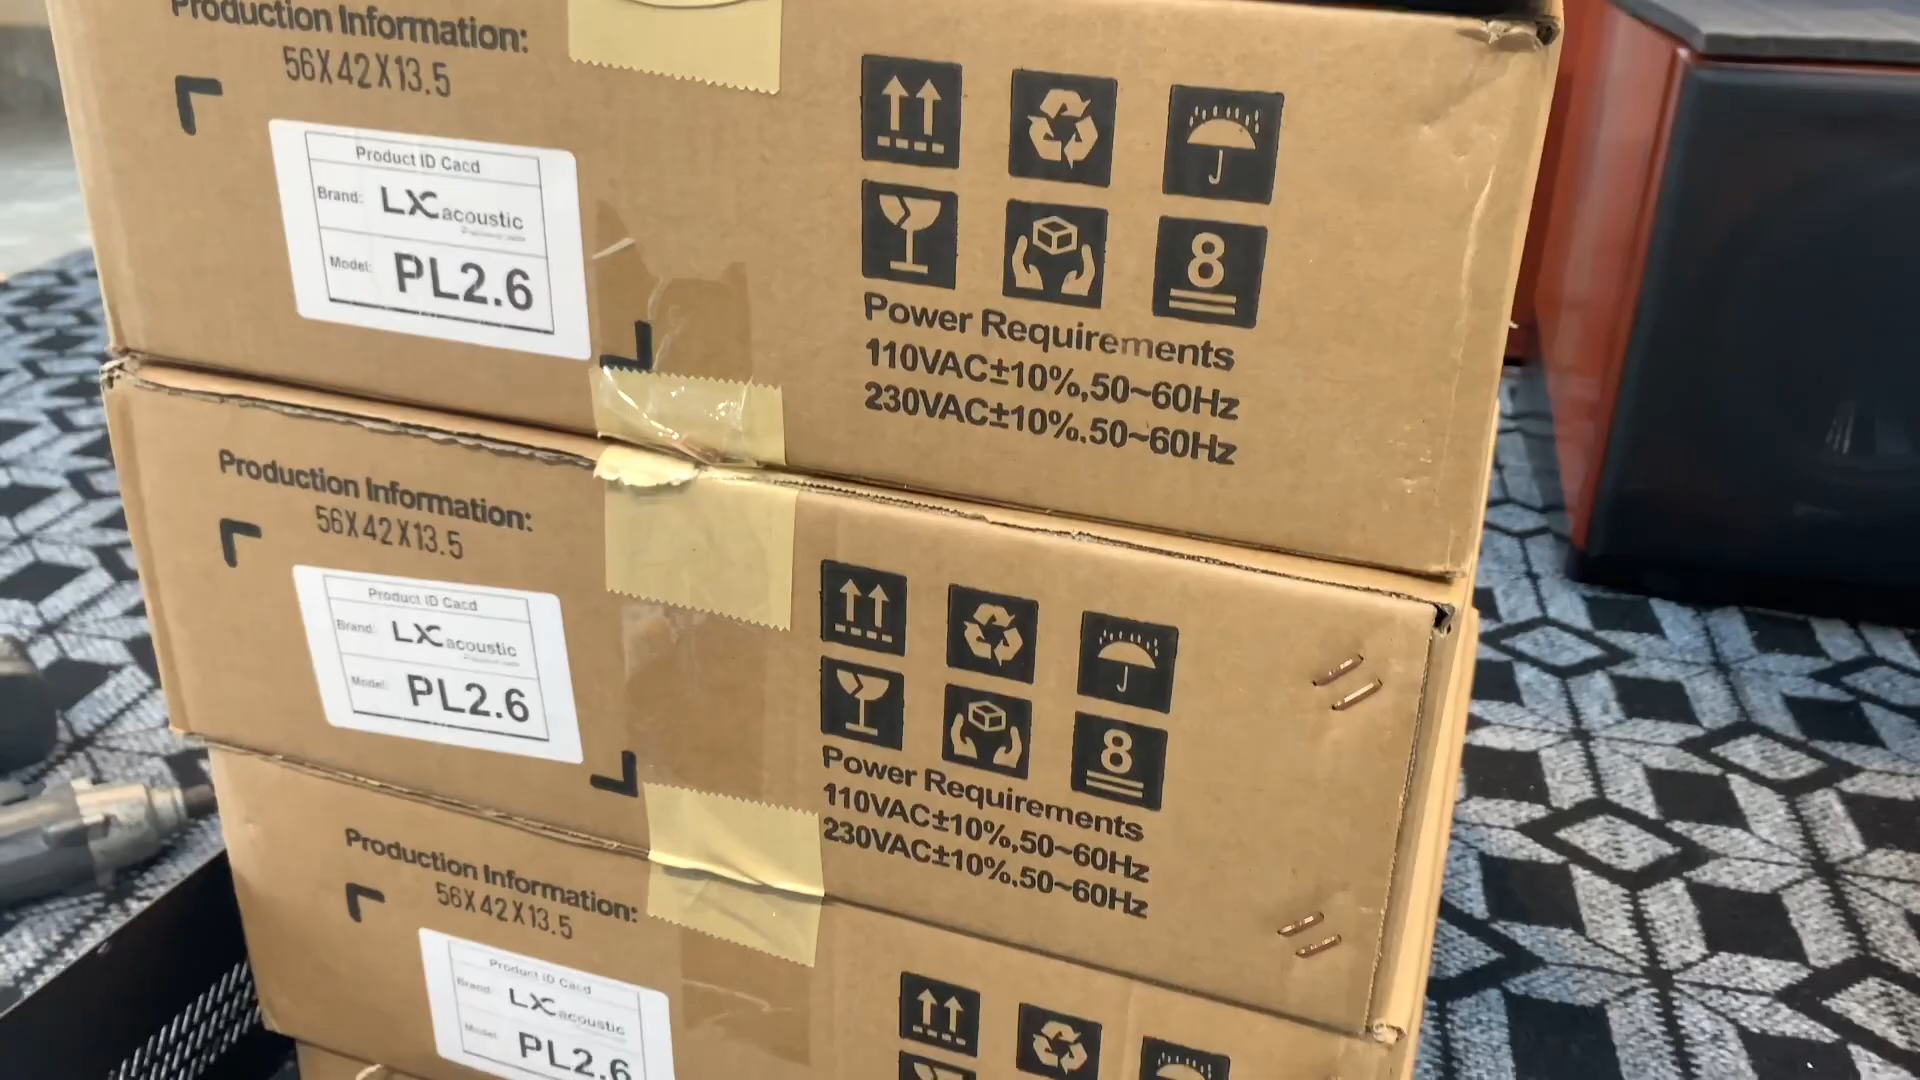 Production Information:
56X42X13.5
Product ID Cacd
Brand: LXacoustic
Model: PL2.6
8
Power Requirements
110VAC±10%,50~60Hz
230VAC±10%,50~60Hz
Production Information:
56X42X13.5
Product ID Cacd
Brand: LXacoustic
Model: PL2.6
8
Power Requirements
110VAC±10%,50~60Hz
230VAC±10%,50~60Hz
Production Information:
56X42X13.5
Product ID Cacd
Brand: LXacoustic
Model: PL2.6